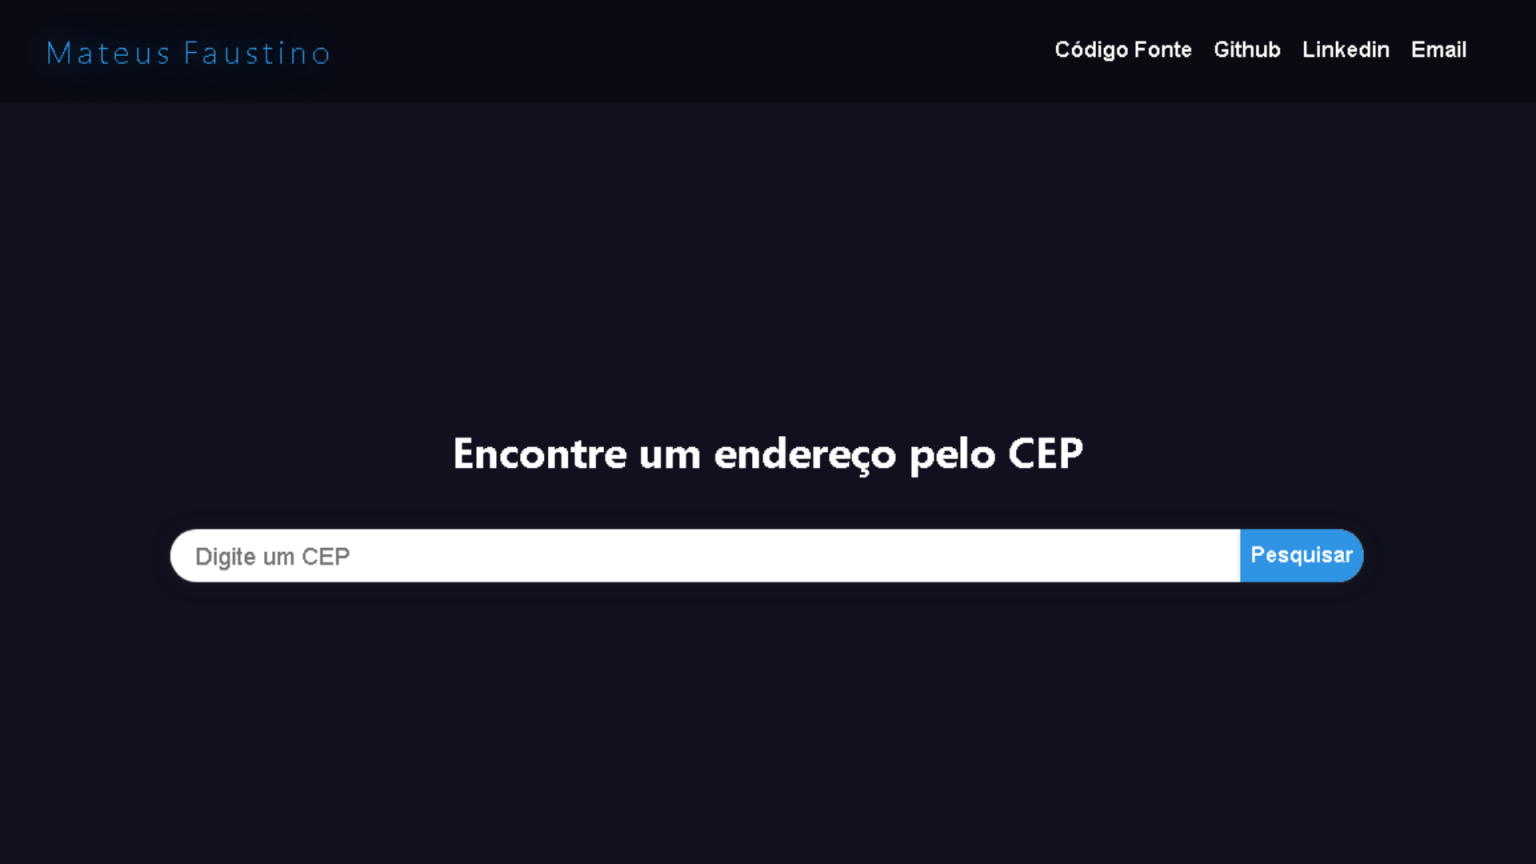 Mateus Faustino
Código Fonte Github Linkedin Email
Encontre um endereço pelo CEP
Digite um CEP
Pesquisar